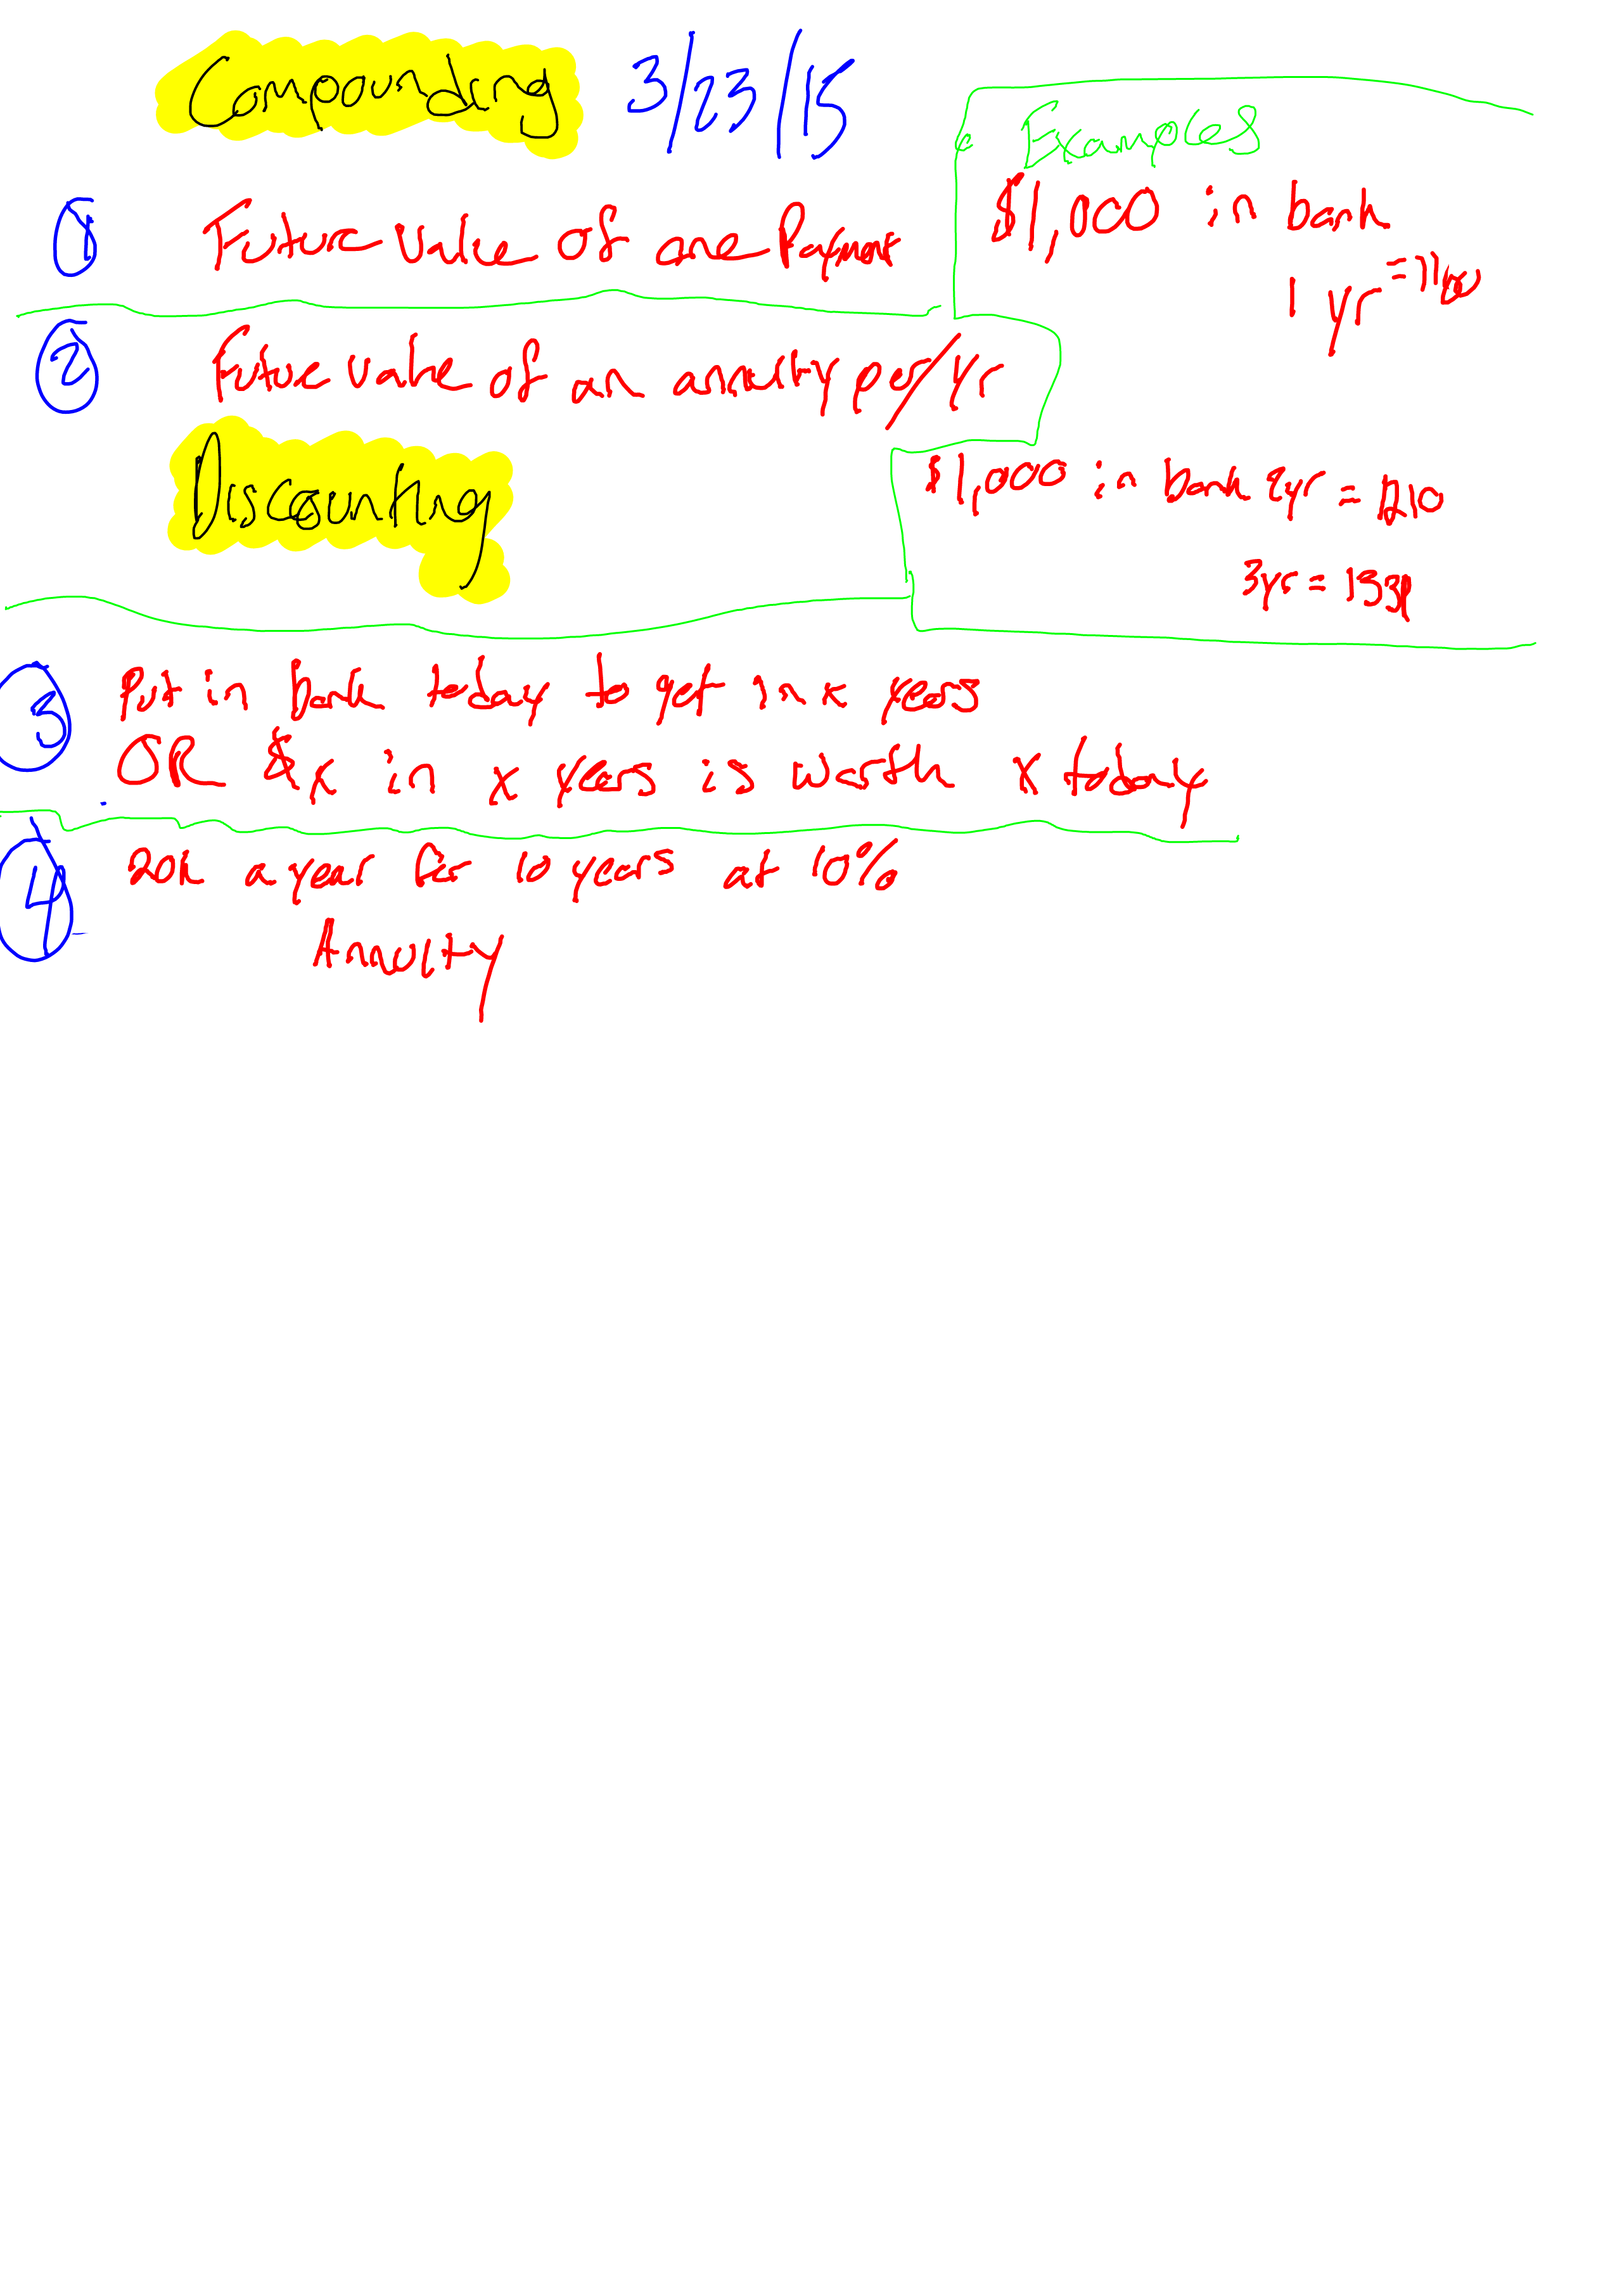 Compounding 3/23/15
Examples
① Future value of one Payment
$1,000 in bank
1 yr = 1100
② Future value of an annuity per/Yr
Discounting
$1,000 in bank 2yr = 1210
3yr = 1331
③ Put in bank today to get in x years
OR $x in x years is worth x today
④ 20k a year for 10 years at 10%
Annuity